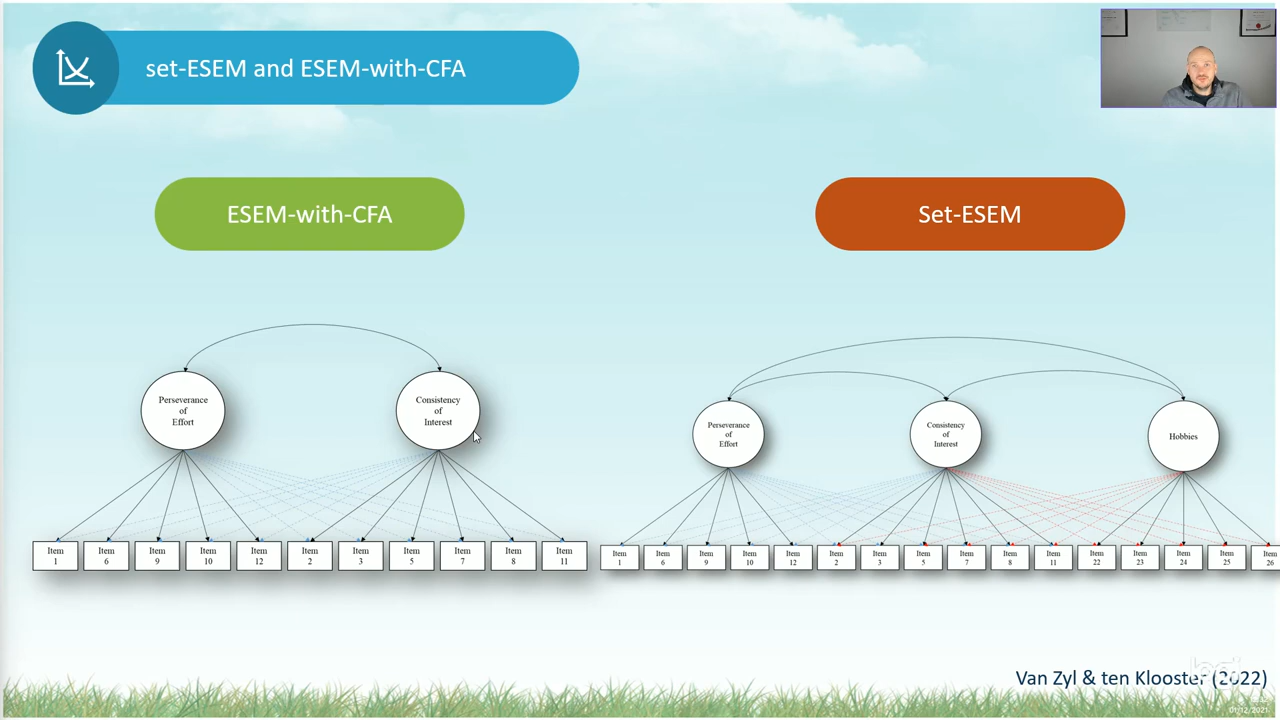 set-ESEM and ESEM-with-CFA
ESEM-with-CFA
Set-ESEM
Perseverance
of
Effort
Consistency
of
Interest
Perseverance
of
Effort
Consistency
of
Interest
Hobbies
Item
1
Item
6
Item
9
Item
10
Item
12
Item
2
Item
3
Item
5
Item
7
Item
8
Item
11
Item
1
Item
6
Item
9
Item
10
Item
12
Item
2
Item
3
Item
5
Item
7
Item
8
Item
11
Item
22
Item
23
Item
24
Item
25
Item
26
Van Zyl & ten Klooster (2022)
01/12/2021